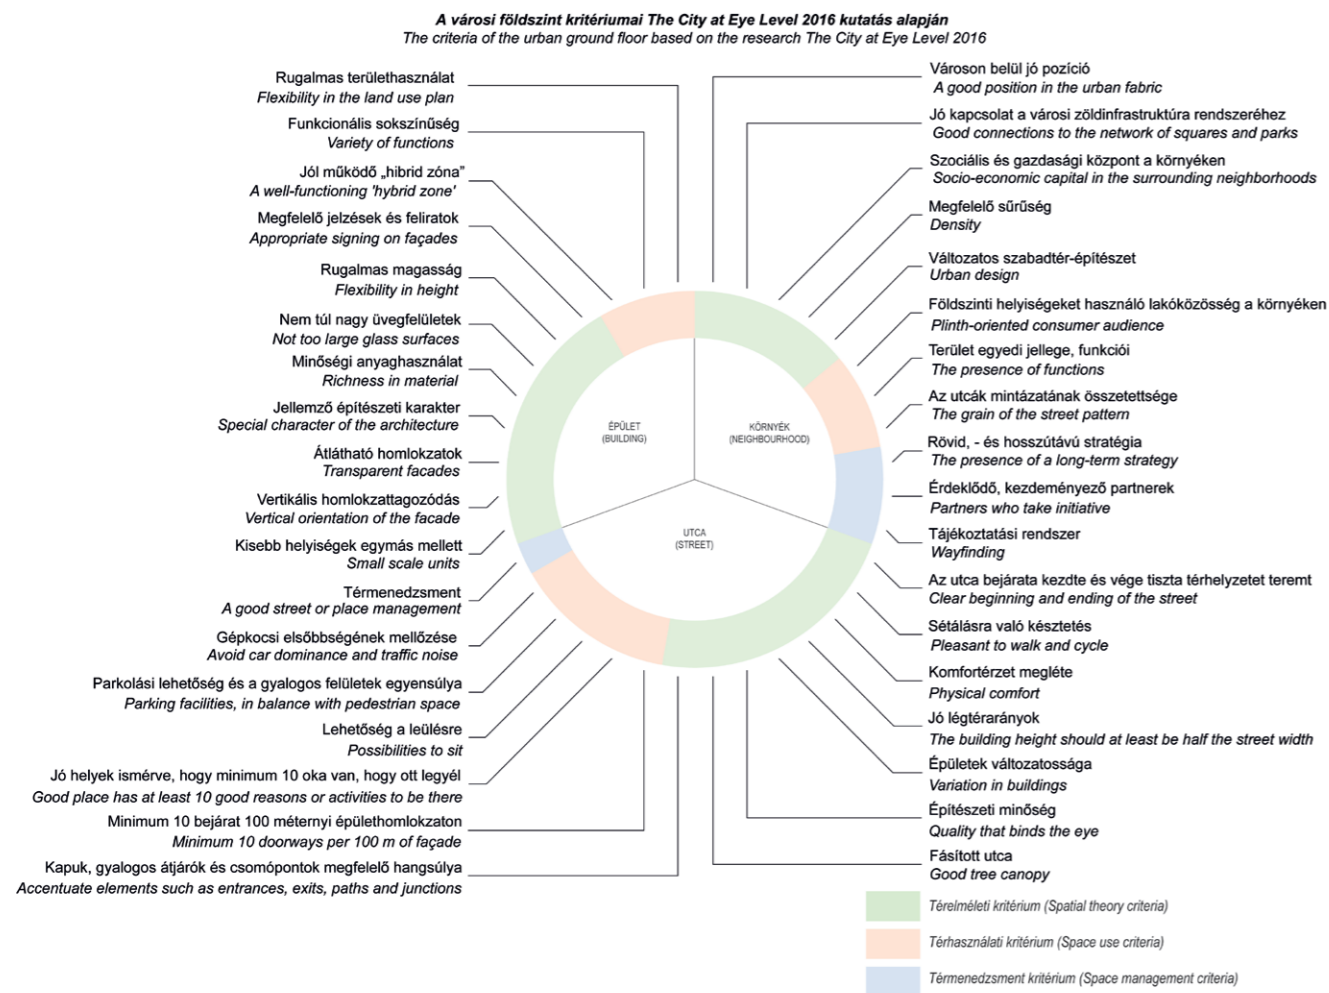 A városi földszint kritériumai The City at Eye Level 2016 kutatás alapján
The criteria of the urban ground floor based on the research The City at Eye Level 2016
Rugalmas területhasználat
Flexibility in the land use plan
Funkcionális sokszínűség
Variety of functions
Jól működő „hibrid zóna”
A well-functioning 'hybrid zone'
Megfelelő jelzések és feliratok
Appropriate signing on façades
Rugalmas magasság
Flexibility in height
Nem túl nagy üvegfelületek
Not too large glass surfaces
Minőségi anyaghasználat
Richness in material
Jellemző építészeti karakter
Special character of the architecture
Átlátható homlokzatok
Transparent facades
Vertikális homlokzattagozódás
Vertical orientation of the facade
Kisebb helyiségek egymás mellett
Small scale units
Térmenedzsment
A good street or place management
Gépkocsi elsőbbségének mellőzése
Avoid car dominance and traffic noise
Parkolási lehetőség és a gyalogos felületek egyensúlya
Parking facilities, in balance with pedestrian space
Lehetőség a leülésre
Possibilities to sit
Jó helyek ismérve, hogy minimum 10 oka van, hogy ott legyél
Good place has at least 10 good reasons or activities to be there
Minimum 10 bejárat 100 méternyi épülethomlokzaton
Minimum 10 doorways per 100 m of façade
Kapuk, gyalogos átjárók és csomópontok megfelelő hangsúlya
Accentuate elements such as entrances, exits, paths and junctions
ÉPÜLET
(BUILDING)
KÖRNYÉK
(NEIGHBOURHOOD)
UTCA
(STREET)
Városon belül jó pozíció
A good position in the urban fabric
Jó kapcsolat a városi zöldinfrastruktúra rendszeréhez
Good connections to the network of squares and parks
Szociális és gazdasági központ a környéken
Socio-economic capital in the surrounding neighborhoods
Megfelelő sűrűség
Density
Változatos szabadtér-építészet
Urban design
Földszinti helyiségeket használó lakóközösség a környéken
Plinth-oriented consumer audience
Terület egyedi jellege, funkciói
The presence of functions
Az utcák mintázatának összetettsége
The grain of the street pattern
Rövid, - és hosszútávú stratégia
The presence of a long-term strategy
Érdeklődő, kezdeményező partnerek
Partners who take initiative
Tájékoztatási rendszer
Wayfinding
Az utca bejárata kezdte és vége tiszta térhelyzetet teremt
Clear beginning and ending of the street
Sétálásra való késztetés
Pleasant to walk and cycle
Komfortérzet megléte
Physical comfort
Jó légtérarányok
The building height should at least be half the street width
Épületek változatossága
Variation in buildings
Építészeti minőség
Quality that binds the eye
Fásított utca
Good tree canopy
Térelméleti kritérium (Spatial theory criteria)
Térhasználati kritérium (Space use criteria)
Térmenedzsment kritérium (Space management criteria)